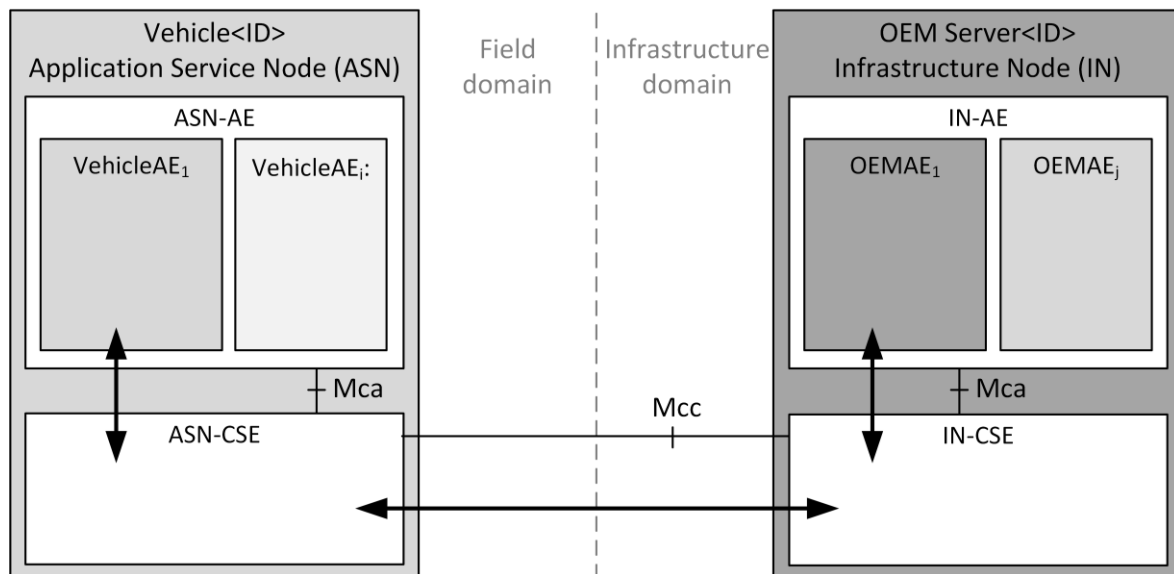 Vehicle<ID>
Application Service Node (ASN)
ASN-AE
VehicleAE₁
VehicleAEᵢ:
Mca
ASN-CSE
Field
domain
Infrastructure
domain
Mcc
OEM Server<ID>
Infrastructure Node (IN)
IN-AE
OEMAE₁
OEMAEⱼ
Mca
IN-CSE